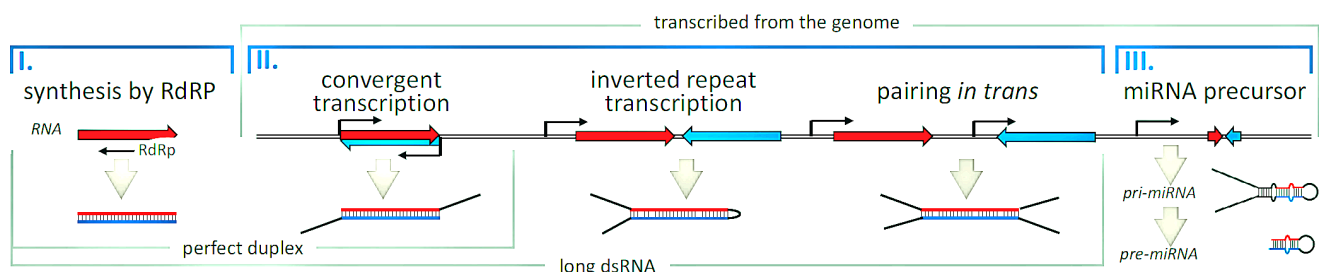 transcribed from the genome
I.
II.
III.
synthesis by RdRP
convergent
transcription
inverted repeat
transcription
pairing in trans
miRNA precursor
RNA
RdRp
pri-miRNA
pre-miRNA
perfect duplex
long dsRNA